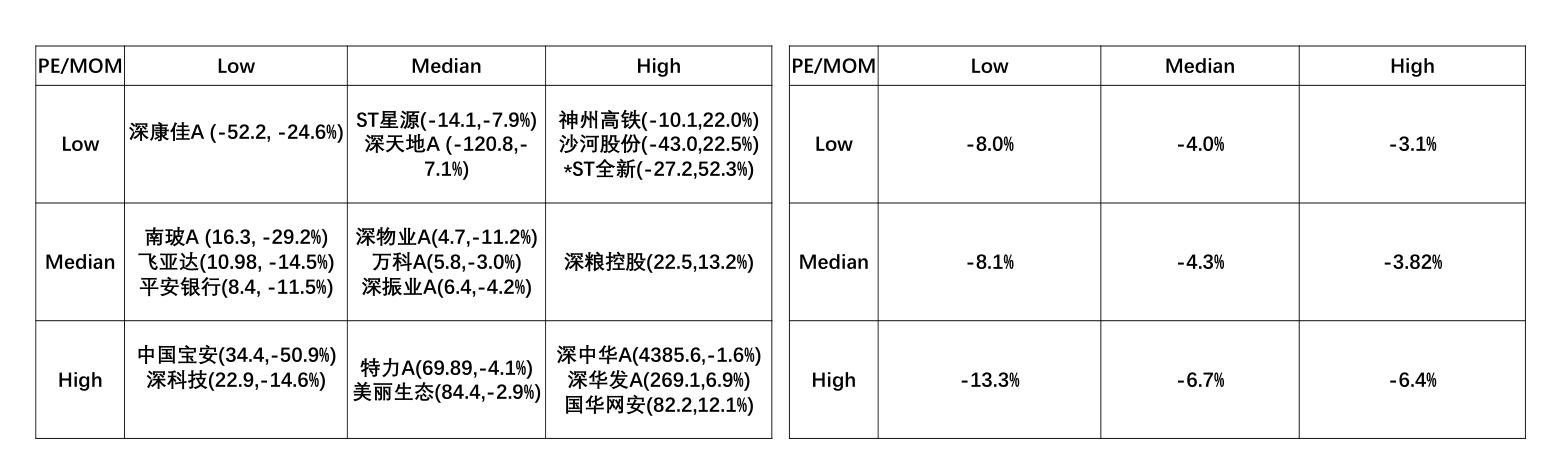 PE/MOM Low Median High
Low
深康佳A (-52.2, -24.6%)
ST星源(-14.1,-7.9%)
深天地A (-120.8,-
7.1%)
神州高铁(-10.1,22.0%)
沙河股份(-43.0,22.5%)
*ST全新(-27.2,52.3%)
Median
南玻A (16.3, -29.2%)
飞亚达(10.98, -14.5%)
平安银行(8.4, -11.5%)
深物业A(4.7,-11.2%)
万科A(5.8,-3.0%)
深振业A(6.4,-4.2%)
深粮控股(22.5,13.2%)
High
中国宝安(34.4,-50.9%)
深科技(22.9,-14.6%)
特力A(69.89,-4.1%)
美丽生态(84.4,-2.9%)
深中华A(4385.6,-1.6%)
深华发A(269.1,6.9%)
国华网安(82.2,12.1%)
PE/MOM Low Median High
Low -8.0% -4.0% -3.1%
Median -8.1% -4.3% -3.82%
High -13.3% -6.7% -6.4%